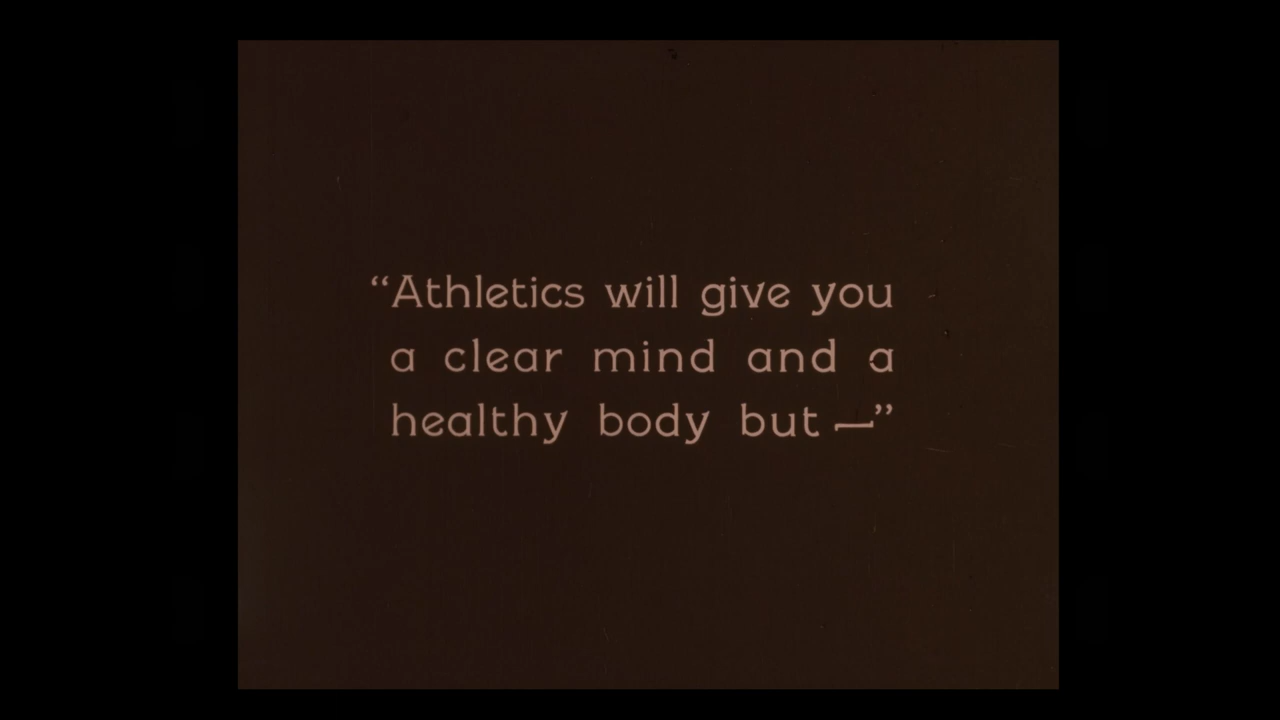 “Athletics will give you
a clear mind and a
healthy body but —”